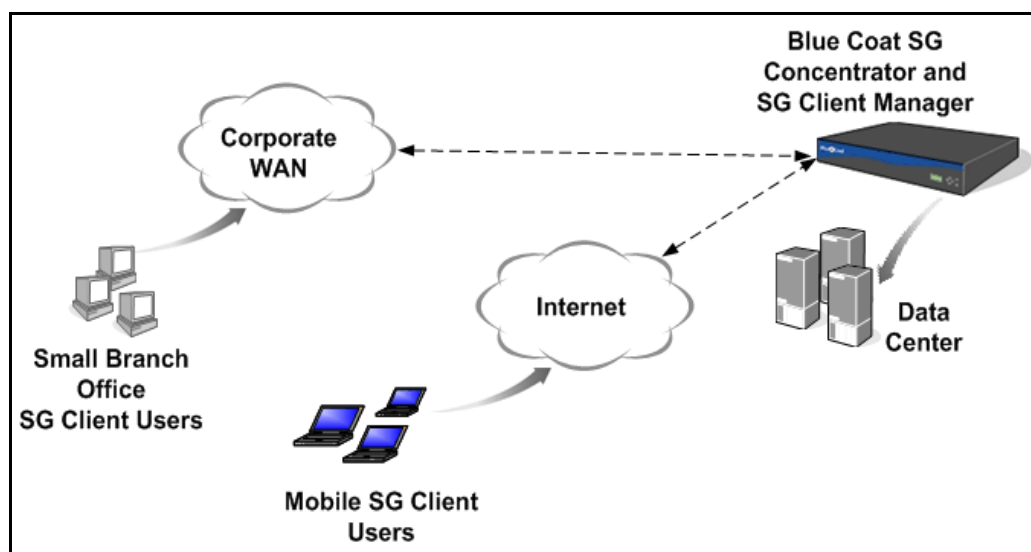 Blue Coat SG
Concentrator and
SG Client Manager
Corporate
WAN
Internet
Data
Center
Small Branch
Office
SG Client Users
Mobile SG Client
Users